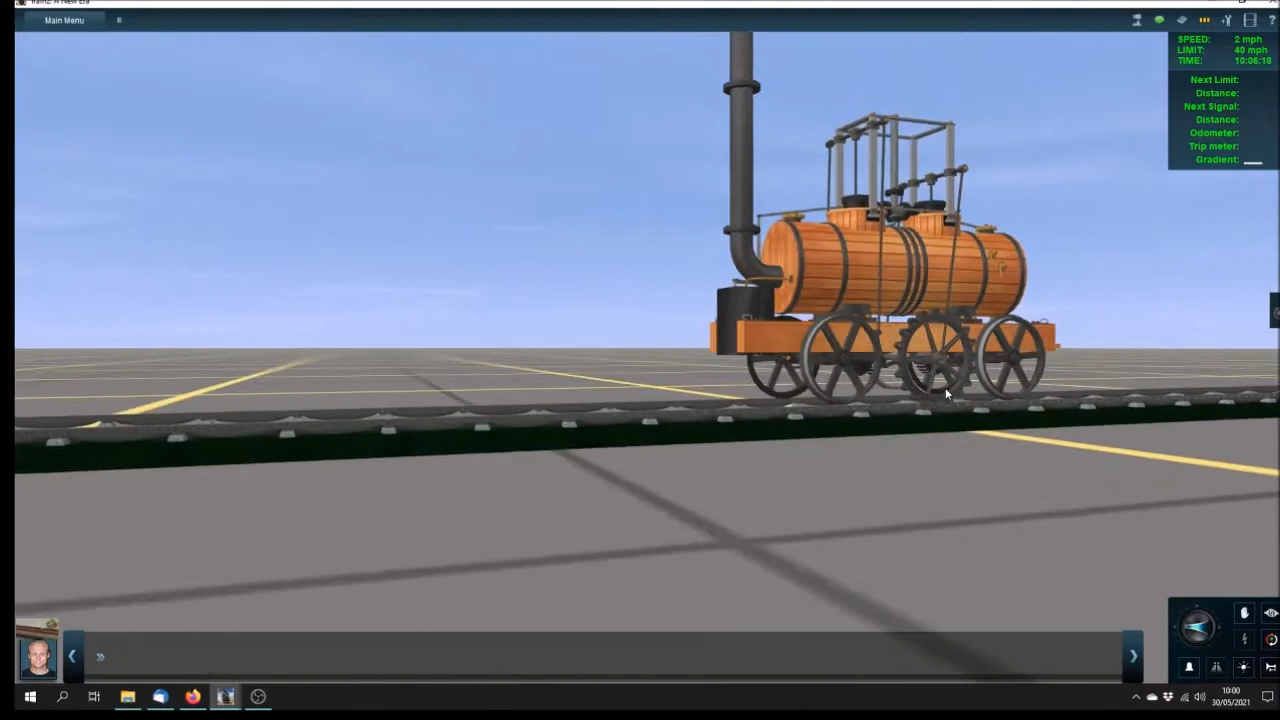 Trainz: A New Era
Main Menu
SPEED: 2 mph
LIMIT: 40 mph
TIME: 10:06:18
Next Limit:
Distance:
Next Signal:
Distance:
Odometer:
Trip meter:
Gradient:
10:00
30/05/2021